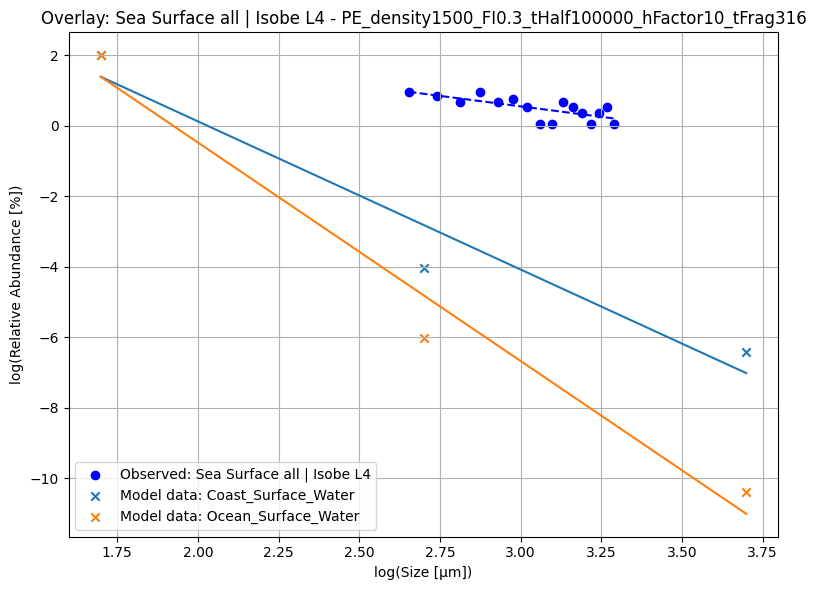 Overlay: Sea Surface all | Isobe L4 - PE_density1500_FI0.3_tHalf100000_hFactor10_tFrag316
2
0
−2
−4
−6
−8
−10
log(Relative Abundance [%])
Observed: Sea Surface all | Isobe L4
Model data: Coast_Surface_Water
Model data: Ocean_Surface_Water
1.75 2.00 2.25 2.50 2.75 3.00 3.25 3.50 3.75
log(Size [µm])